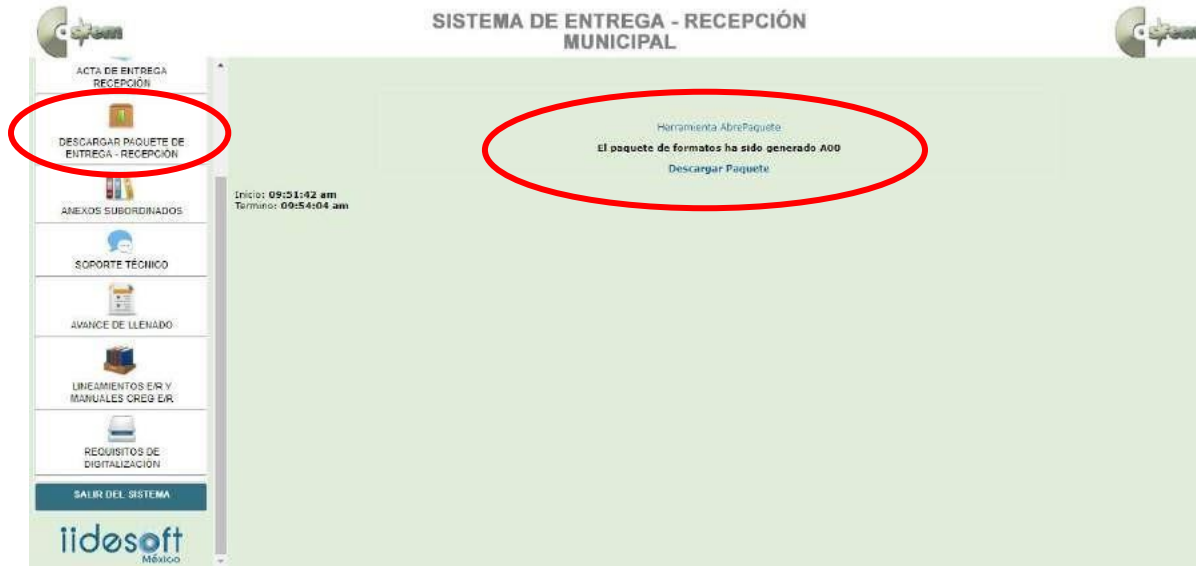 osfem
SISTEMA DE ENTREGA - RECEPCIÓN
MUNICIPAL
osfem
ACTA DE ENTREGA
RECEPCIÓN
DESCARGAR PAQUETE DE
ENTREGA - RECEPCIÓN
ANEXOS SUBORDINADOS
SOPORTE TÉCNICO
AVANCE DE LLENADO
LINEAMIENTOS E/R Y
MANUALES CREG E/R
REQUISITOS DE
DIGITALIZACIÓN
SALIR DEL SISTEMA
iidesoft
México
Herramienta AbrePaquete
El paquete de formatos ha sido generado A00
Descargar Paquete
Inicio: 09:51:42 am
Termino: 09:54:04 am